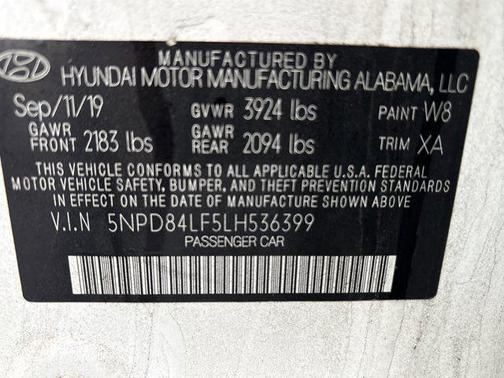 MANUFACTURED BY
HYUNDAI MOTOR MANUFACTURING ALABAMA, LLC
Sep/11/19 GVWR 3924 lbs PAINT W8
GAWR FRONT 2183 lbs GAWR REAR 2094 lbs TRIM XA
THIS VEHICLE CONFORMS TO ALL APPLICABLE U.S.A. FEDERAL
MOTOR VEHICLE SAFETY, BUMPER, AND THEFT PREVENTION
STANDARDS IN EFFECT ON THE DATE OF MANUFACTURE SHOWN ABOVE
V.I.N 5NPD84LF5LH536399
PASSENGER CAR